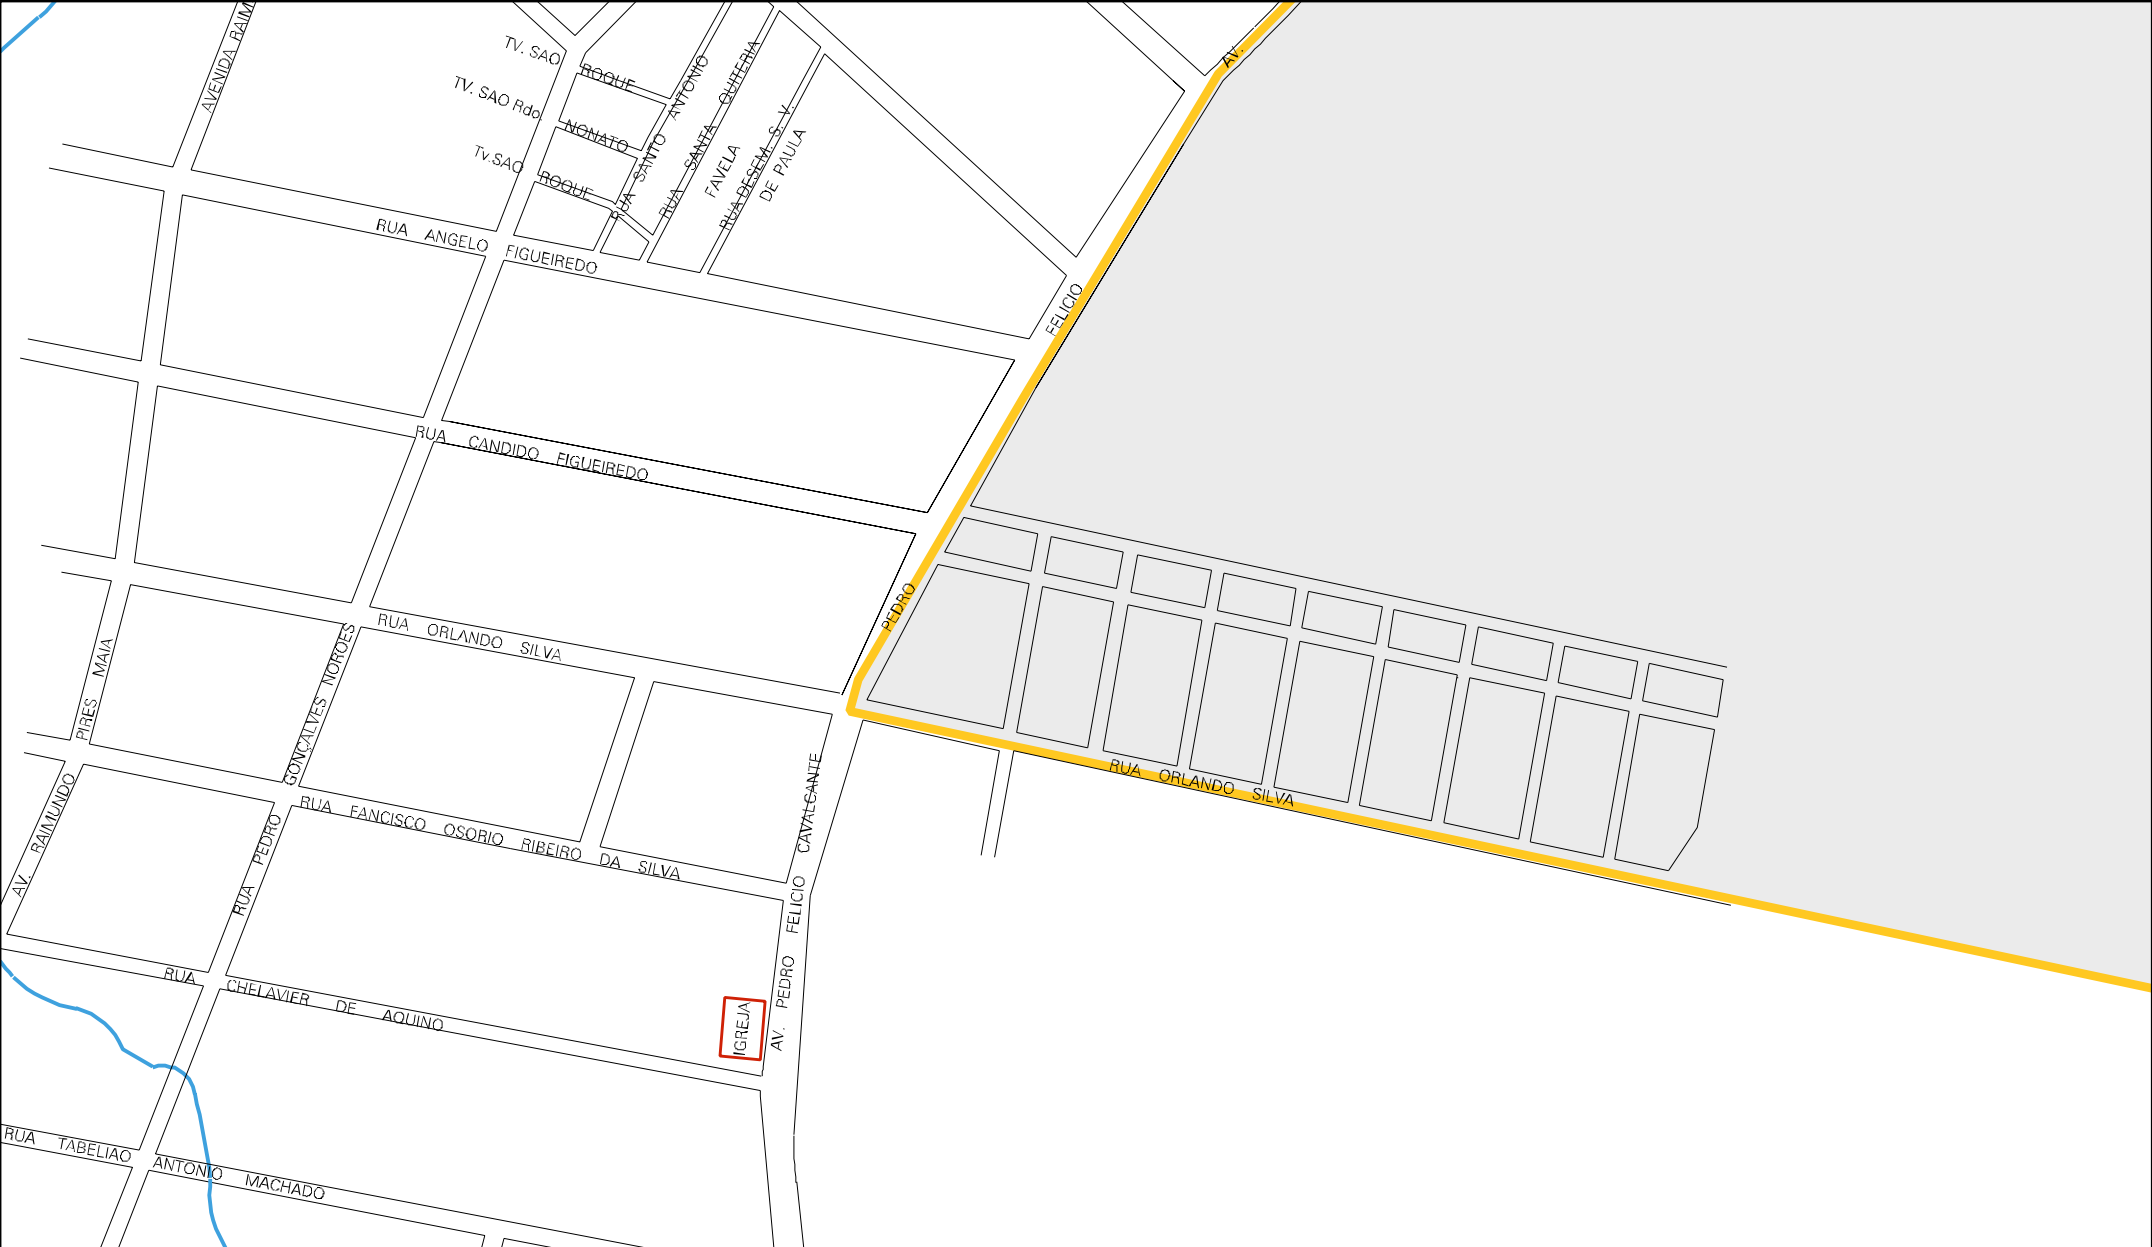 AVENIDA RAIM
TV. SAO
ROQUE
TV. SAO Rdo.
NONATO
Tv.SAO
ROQUE
RUA SANTO ANTONIO
RUA SANTA QUITERIA
FAVELA
RUA DESEM. S. V.
DE PAULA
AV.
FELICIO
PEDRO
RUA ANGELO FIGUEIREDO
RUA CANDIDO FIGUEIREDO
RUA ORLANDO SILVA
PIRES MAIA
GONÇALVES NOROES
RUA ORLANDO SILVA
AV. RAIMUNDO
RUA PEDRO
RUA FANCISCO OSORIO RIBEIRO DA SILVA
CAVALCANTE
AV. PEDRO FELICIO
RUA CHELAVIER DE AQUINO
IGREJA
RUA TABELIAO ANTONIO MACHADO